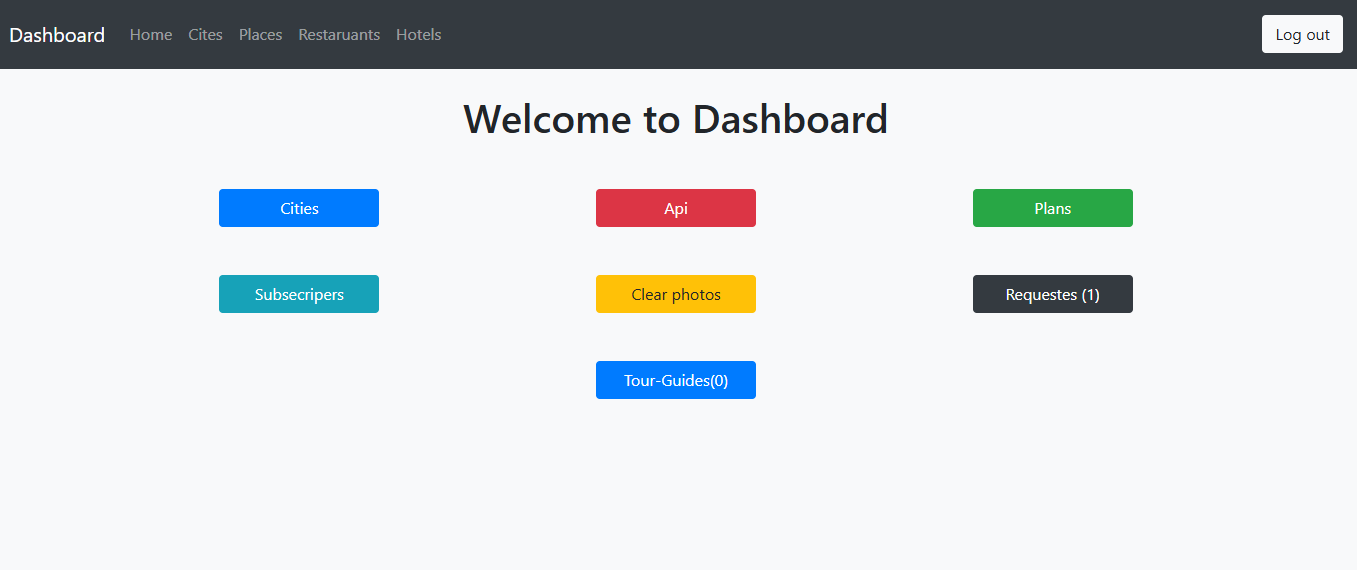 Dashboard Home Cites Places Restaruants Hotels Log out
Welcome to Dashboard
Cities Api Plans
Subsecripers Clear photos Requestes (1)
Tour-Guides(0)